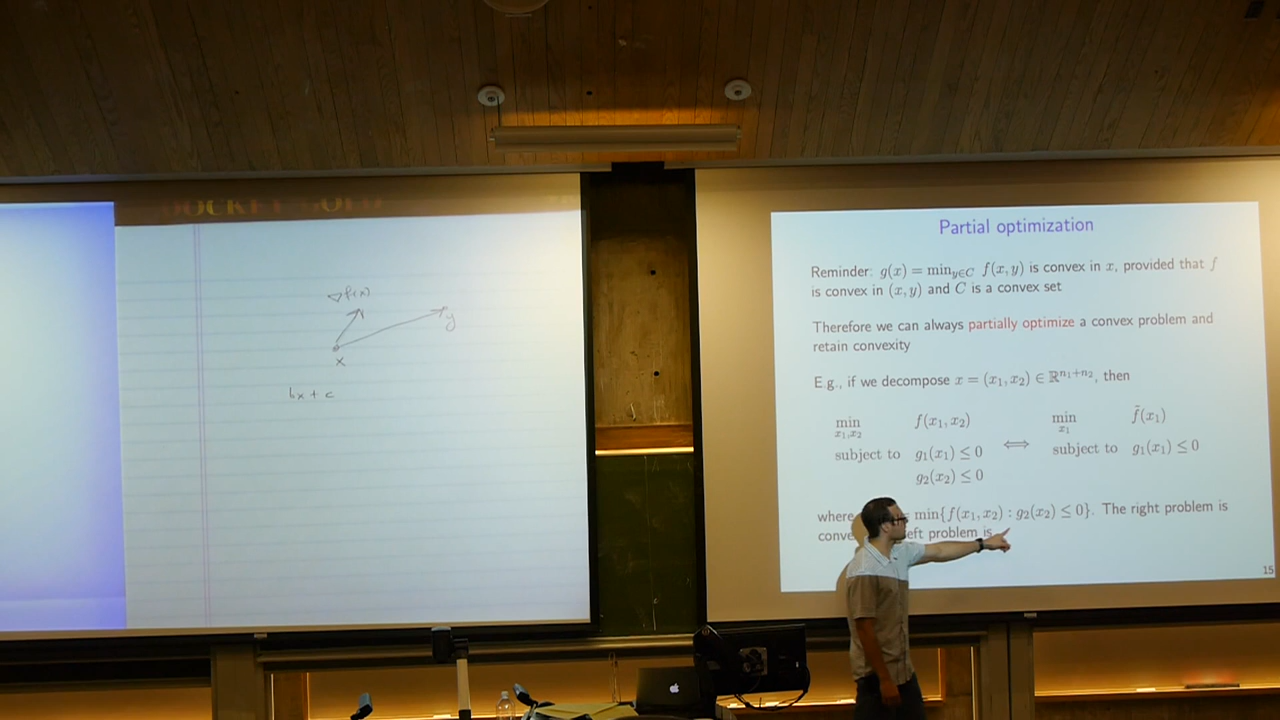 DOCKET GOLD
∇f(x)
y
x
bx + c
Partial optimization
Reminder: g(x) = min_{y∈C} f(x, y) is convex in x, provided that f
is convex in (x, y) and C is a convex set
Therefore we can always partially optimize a convex problem and
retain convexity
E.g., if we decompose x = (x₁, x₂) ∈ ℝ^{n₁+n₂}, then
min_{x₁,x₂} f(x₁, x₂) ⟺ min_{x₁} f̃(x₁)
subject to g₁(x₁) ≤ 0 subject to g₁(x₁) ≤ 0
g₂(x₂) ≤ 0
where = min{f(x₁, x₂) : g₂(x₂) ≤ 0}. The right problem is
problem is
15